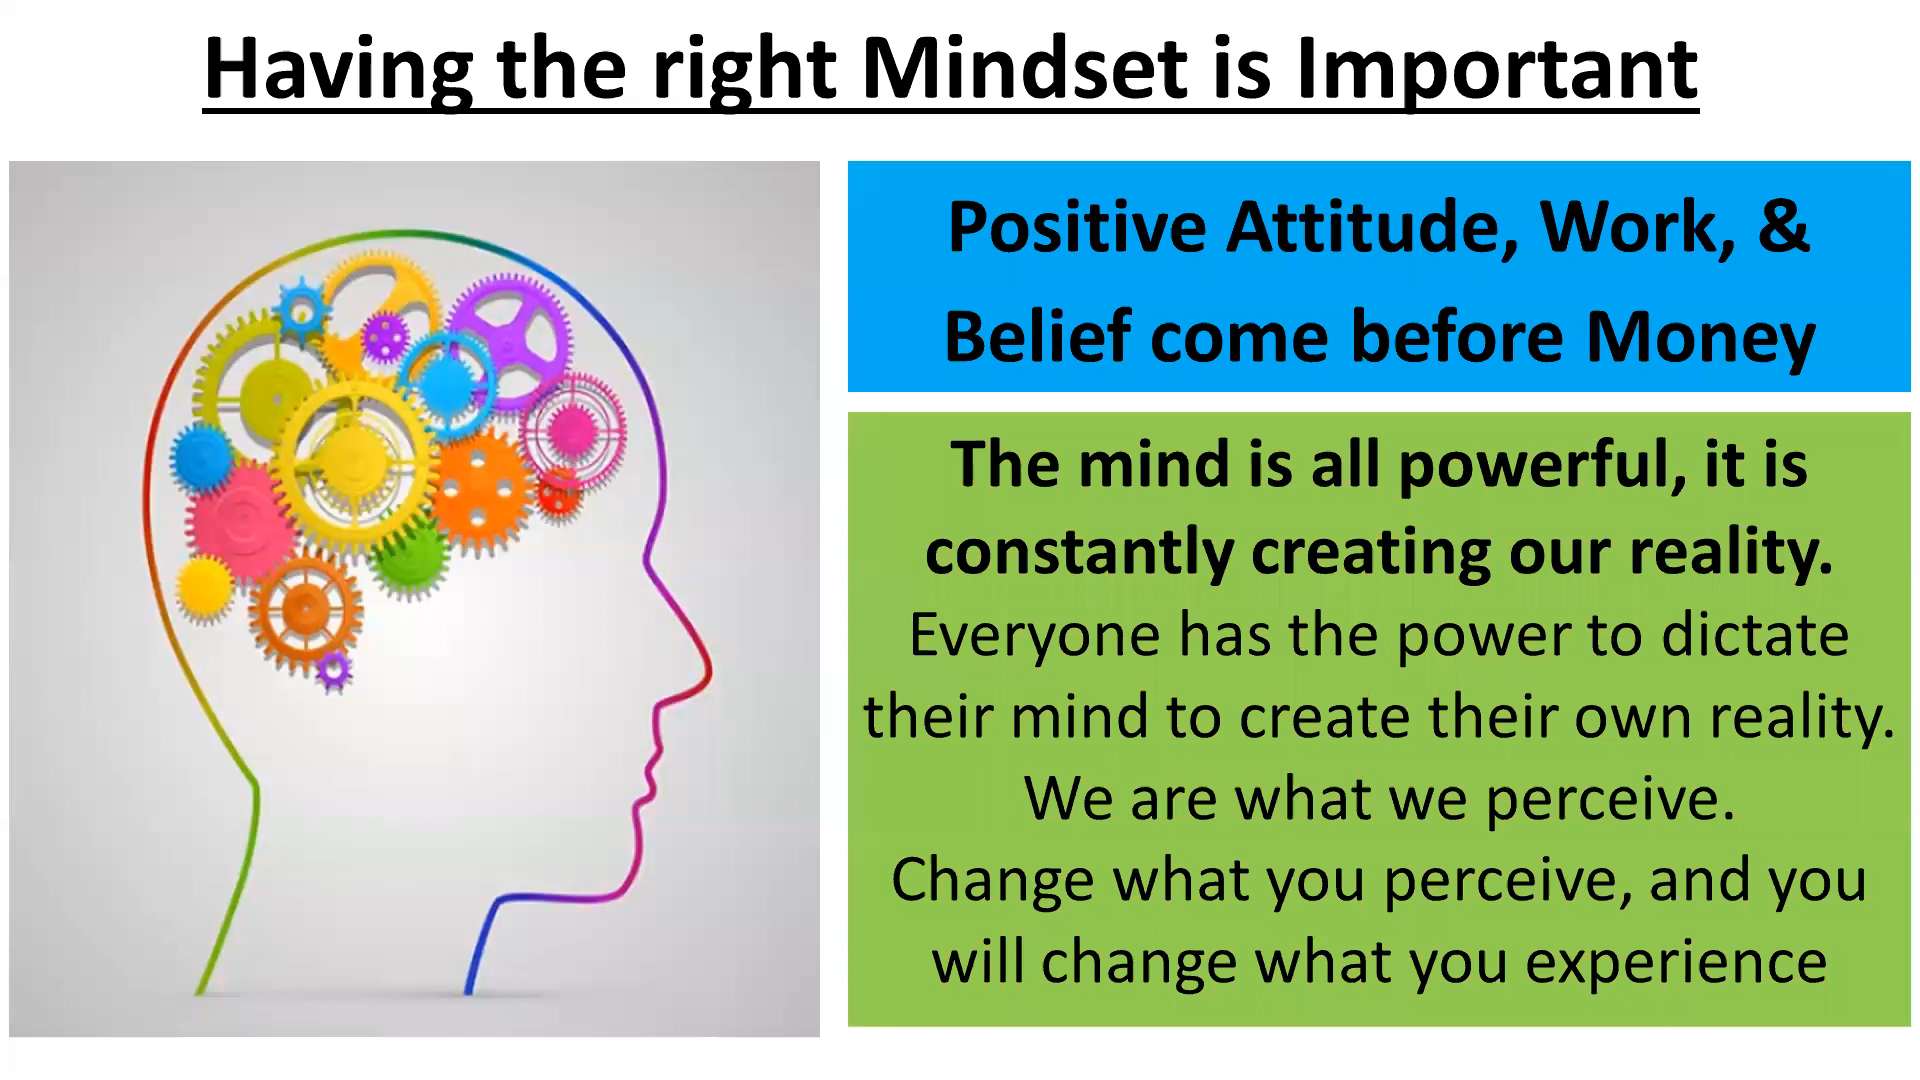 Having the right Mindset is Important
Positive Attitude, Work, &
Belief come before Money
The mind is all powerful, it is
constantly creating our reality.
Everyone has the power to dictate
their mind to create their own reality.
We are what we perceive.
Change what you perceive, and you
will change what you experience